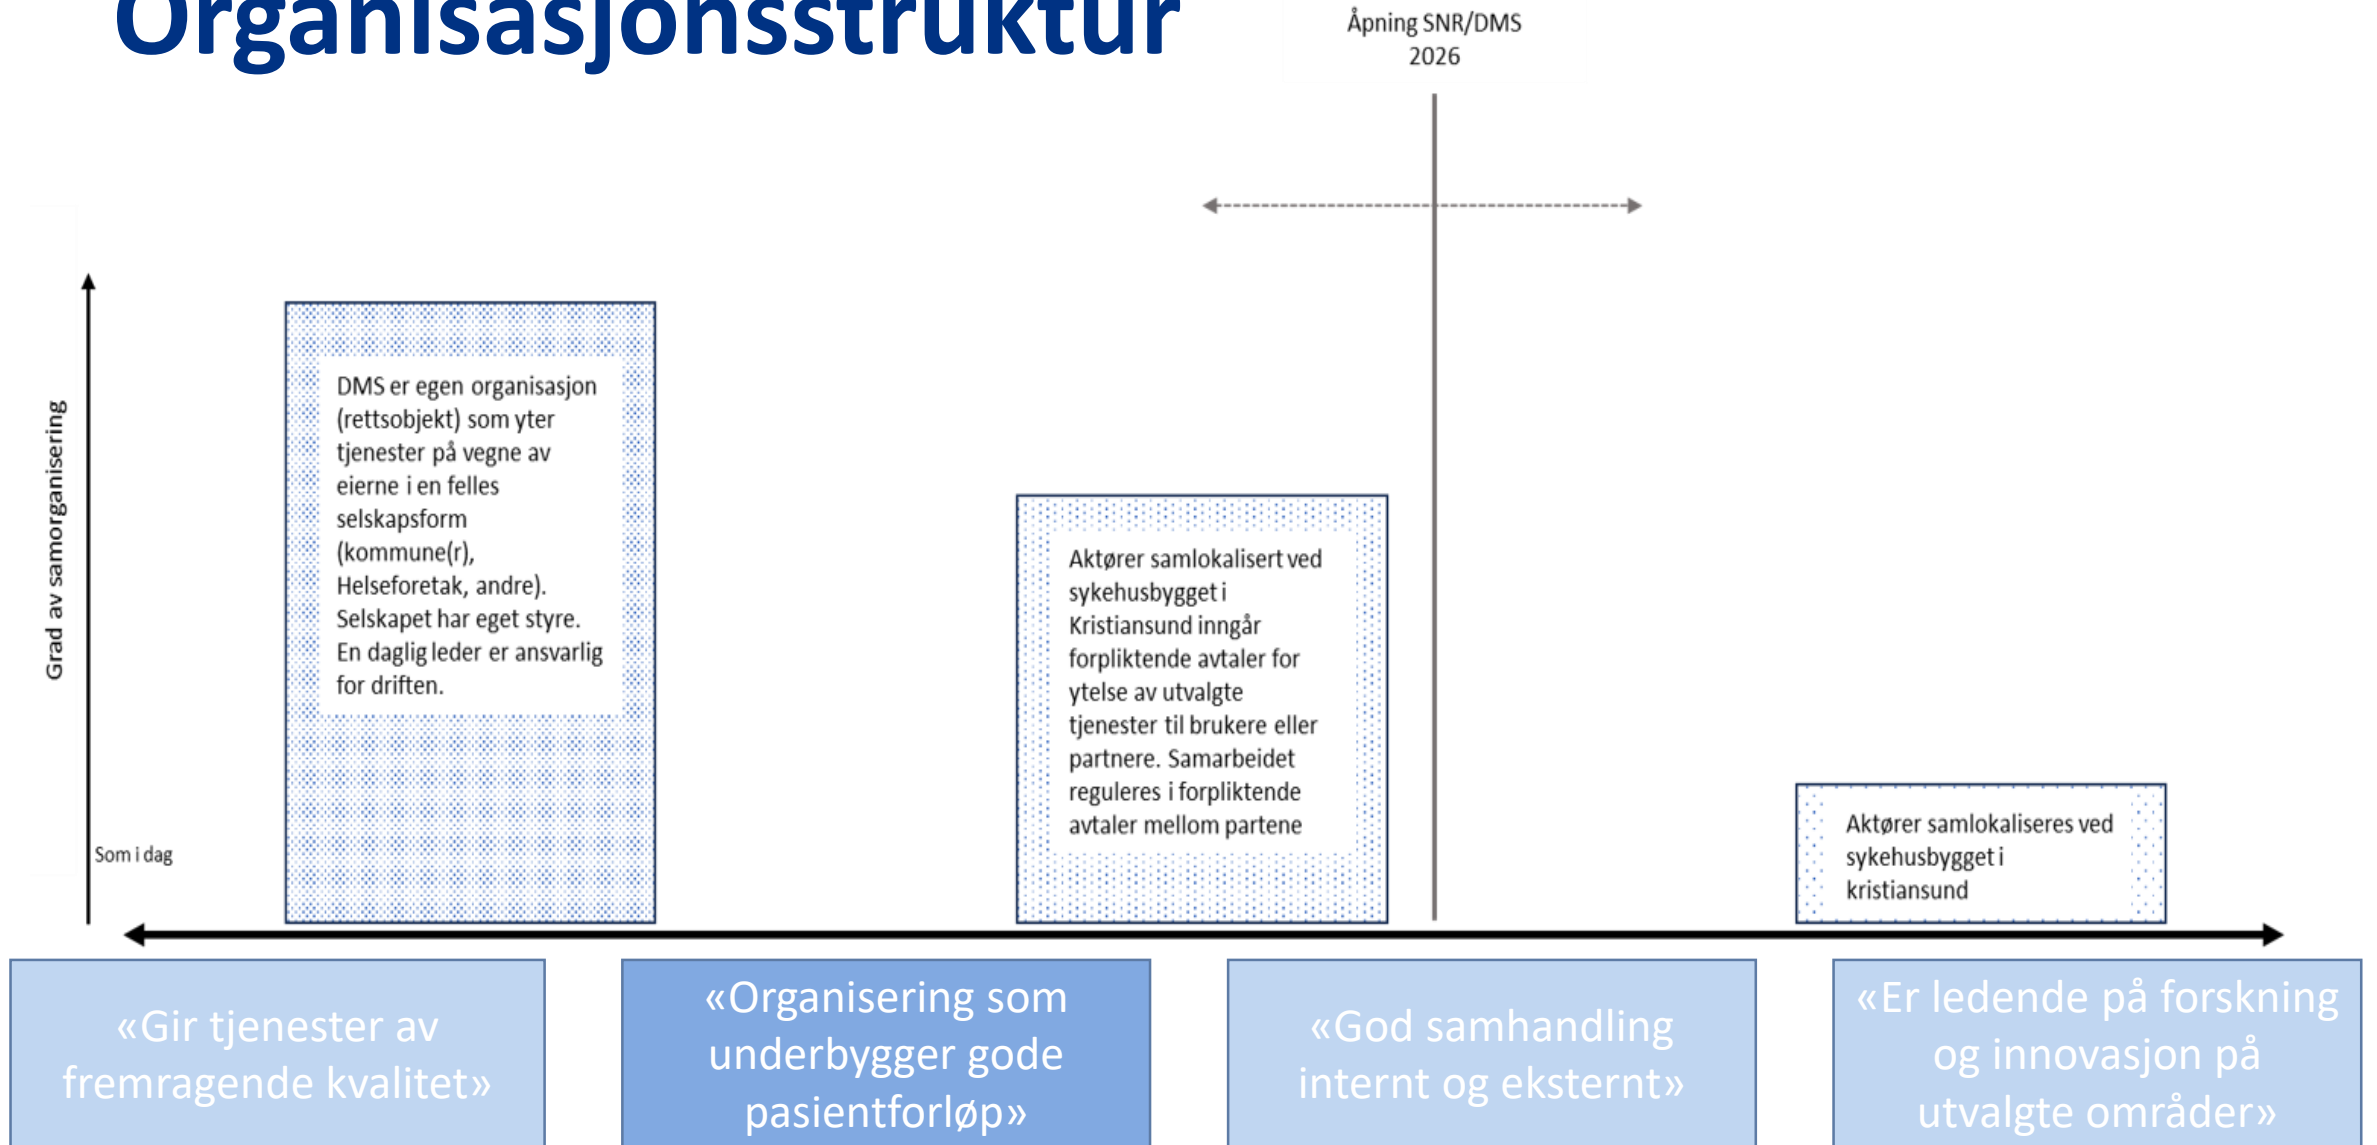 Organisasjonsstruktur
Åpning SNR/DMS
2026
Grad av samorganisering
Som i dag
DMS er egen organisasjon
(rettsobjekt) som yter
tjenester på vegne av
eierne i en felles
selskapsform
(kommune(r),
Helseforetak, andre).
Selskapet har eget styre.
En daglig leder er ansvarlig
for driften.
Aktører samlokalisert ved
sykehusbygget i
Kristiansund inngår
forpliktende avtaler for
ytelse av utvalgte
tjenester til brukere eller
partnere. Samarbeidet
reguleres i forpliktende
avtaler mellom partene
Aktører samlokaliseres ved
sykehusbygget i
kristiansund
«Gir tjenester av
fremragende kvalitet»
«Organisering som
underbygger gode
pasientforløp»
«God samhandling
internt og eksternt»
«Er ledende på forskning
og innovasjon på
utvalgte områder»